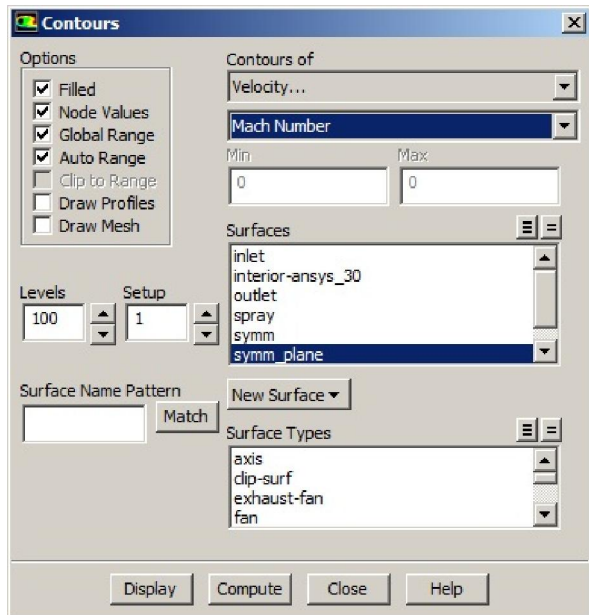 Contours
Options
Filled
Node Values
Global Range
Auto Range
Clip to Range
Draw Profiles
Draw Mesh
Levels
Setup
100
1
Surface Name Pattern
Match
Contours of
Velocity...
Mach Number
Min
Max
0
0
Surfaces
inlet
interior-ansys_30
outlet
spray
symm
symm_plane
New Surface
Surface Types
axis
clip-surf
exhaust-fan
fan
Display
Compute
Close
Help